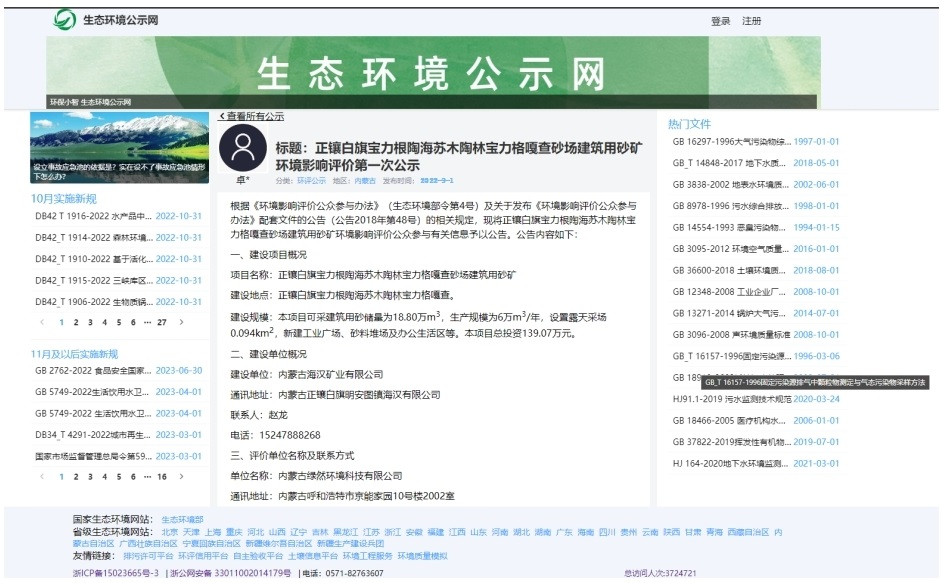 生态环境公示网
登录 注册
生态环境公示网
环保小智 生态环境公示网
设立事故应急池的依据是？实在设不了事故应急池情形下怎么办？
10月实施新规
DB42 T 1916-2022 水产品中... 2022-10-31
DB42_T 1914-2022 森林环境... 2022-10-31
DB42_T 1910-2022 基于活化... 2022-10-31
DB42_T 1915-2022 三峡库区... 2022-10-31
DB42_T 1906-2022 生物质锅... 2022-10-31
< 1 2 3 4 5 6 ··· 27 >
11月及以后实施新规
GB 2762-2022 食品安全国家... 2023-06-30
GB 5749-2022生活饮用水卫... 2023-04-01
GB 5749-2022 生活饮用水卫... 2023-04-01
DB34_T 4291-2022城市再生... 2023-03-01
国家市场监督管理总局令第59... 2023-03-01
< 1 2 3 4 5 6 ··· 16 >
<查看所有公示
卓*
标题：正镶白旗宝力根陶海苏木陶林宝力格嘎查砂场建筑用砂矿
环境影响评价第一次公示
分类：环评公示 地区：内蒙古 发布时间：2022-9-1
根据《环境影响评价公众参与办法》（生态环境部令第4号）及关于发布《环境影响评价公众参与
办法》配套文件的公告（公告2018年第48号）的相关规定，现将正镶白旗宝力根陶海苏木陶林宝
力格嘎查砂场建筑用砂矿环境影响评价公众参与有关信息予以公告。公告内容如下：
一、建设项目概况
项目名称：正镶白旗宝力根陶海苏木陶林宝力格嘎查砂场建筑用砂矿
建设地点：正镶白旗宝力根陶海苏木陶林宝力格嘎查。
建设规模：本项目可采建筑用砂储量为18.80万m³，生产规模为6万m³/年，设置露天采场
0.094km²，新建工业广场、砂料堆场及办公生活区等。本项目总投资139.07万元。
二、建设单位概况
建设单位：内蒙古海汉矿业有限公司
通讯地址：内蒙古正镶白旗明安图镇海汉有限公司
联系人：赵龙
电话：15247888268
三、评价单位名称及联系方式
单位名称：内蒙古绿然环境科技有限公司
通讯地址：内蒙古呼和浩特市京能家园10号楼2002室
热门文件
GB 16297-1996大气污染物综... 1997-01-01
GB_T 14848-2017 地下水质... 2018-05-01
GB 3838-2002 地表水环境质... 2002-06-01
GB 8978-1996 污水综合排放... 1998-01-01
GB 14554-1993 恶臭污染物... 1994-01-15
GB 3095-2012 环境空气质量... 2016-01-01
GB 36600-2018 土壤环境质... 2018-08-01
GB 12348-2008 工业企业厂... 2008-10-01
GB 13271-2014 锅炉大气污... 2014-07-01
GB 3096-2008 声环境质量标准 2008-10-01
GB_T 16157-1996固定污染源... 1996-03-06
GB 18
GB_T 16157-1996固定污染源排气中颗粒物测定与气态污染物采样方法
HJ91.1-2019 污水监测技术规范 2020-03-24
GB 18466-2005 医疗机构水... 2006-01-01
GB 37822-2019挥发性有机物... 2019-07-01
HJ 164-2020地下水环境监测... 2021-03-01
国家生态环境网站： 生态环境部
省级生态环境网站： 北京 天津 上海 重庆 河北 山西 辽宁 吉林 黑龙江 江苏 浙江 安徽 福建 江西 山东 河南 湖北 湖南 广东 海南 四川 贵州 云南 陕西 甘肃 青海 西藏自治区 内
蒙古自治区 广西壮族自治区 宁夏回族自治区 新疆维尔吾自治区 新疆生产建设兵团
友情链接： 排污许可平台 环评信用平台 自主验收平台 土壤信息平台 环境工程服务 环境质量模拟
浙ICP备15023665号-3 |浙公网安备 33011002014179号 |电话：0571-82763607
总访问人次:3724721